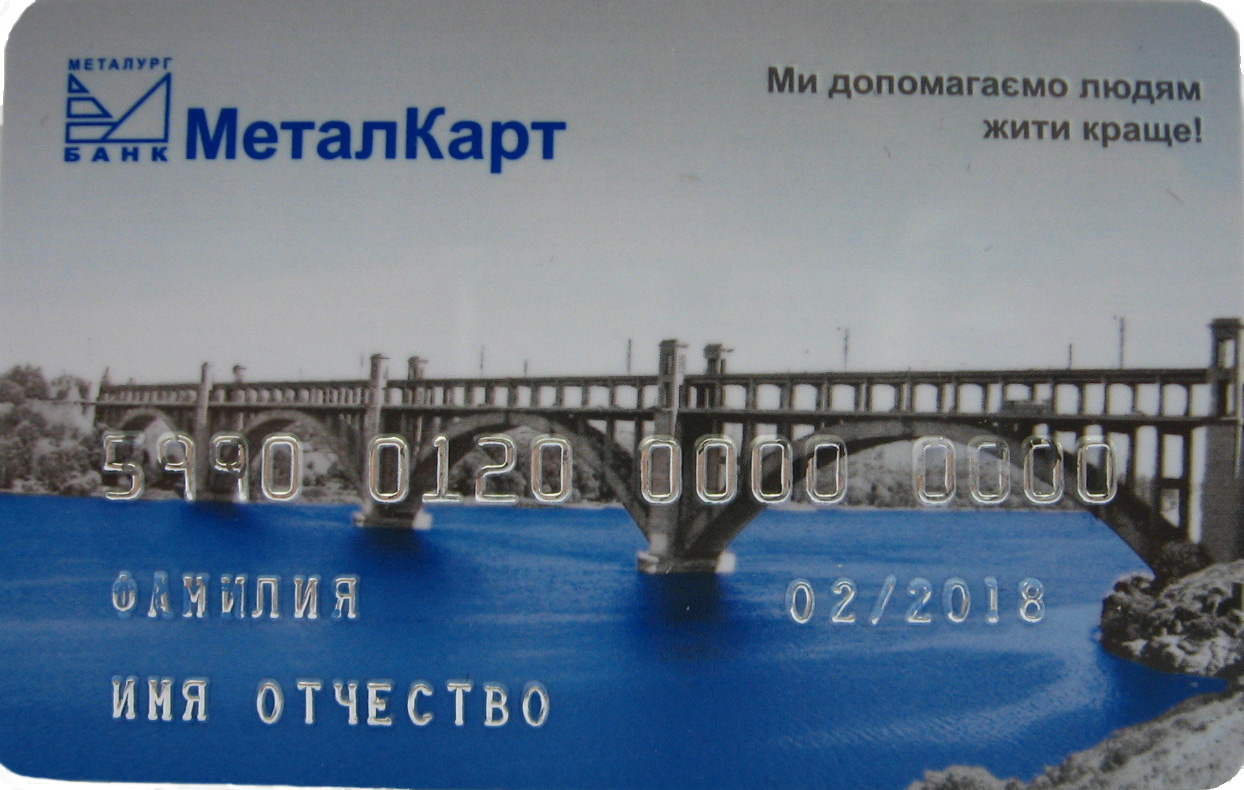 МЕТАЛУРГ
БАНК
МеталКарт
Ми допомагаємо людям
жити краще!
5990 0120 0000 0000
ФАМИЛИЯ
02/2018
ИМЯ ОТЧЕСТВО